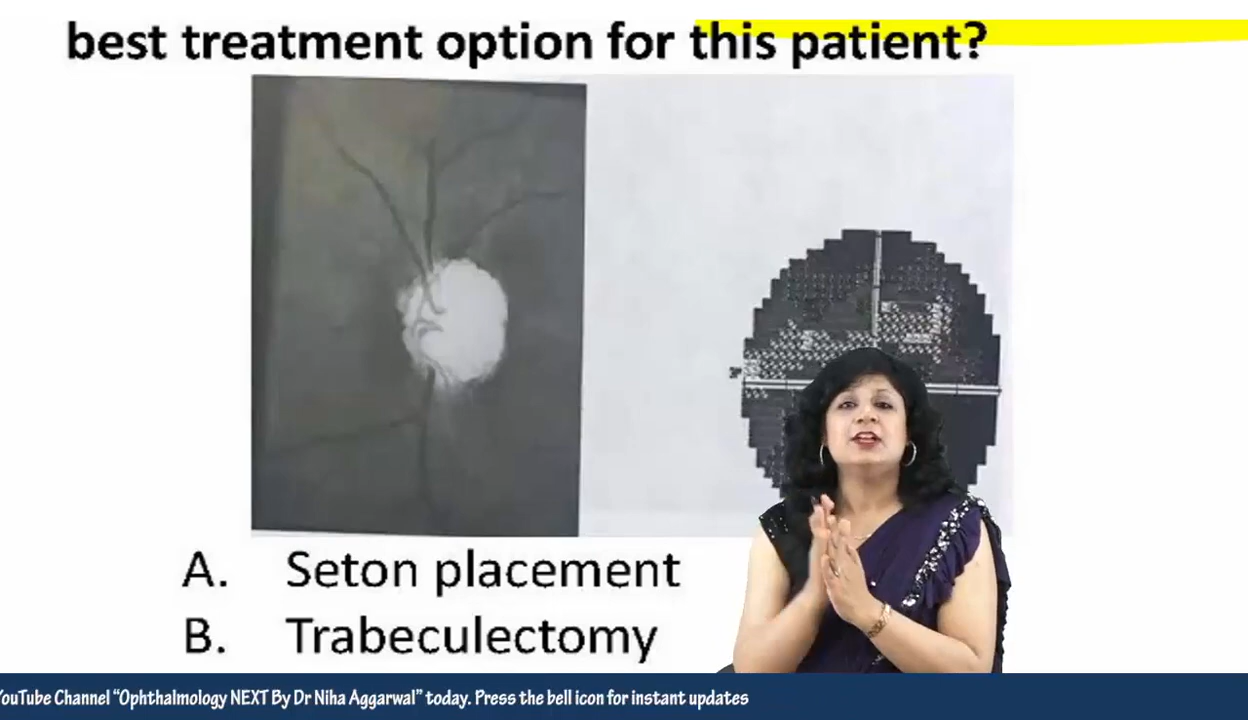 best treatment option for this patient?
A. Seton placement
B. Trabeculectomy
YouTube Channel “Ophthalmology NEXT By Dr Niha Aggarwal” today. Press the bell icon for instant updates